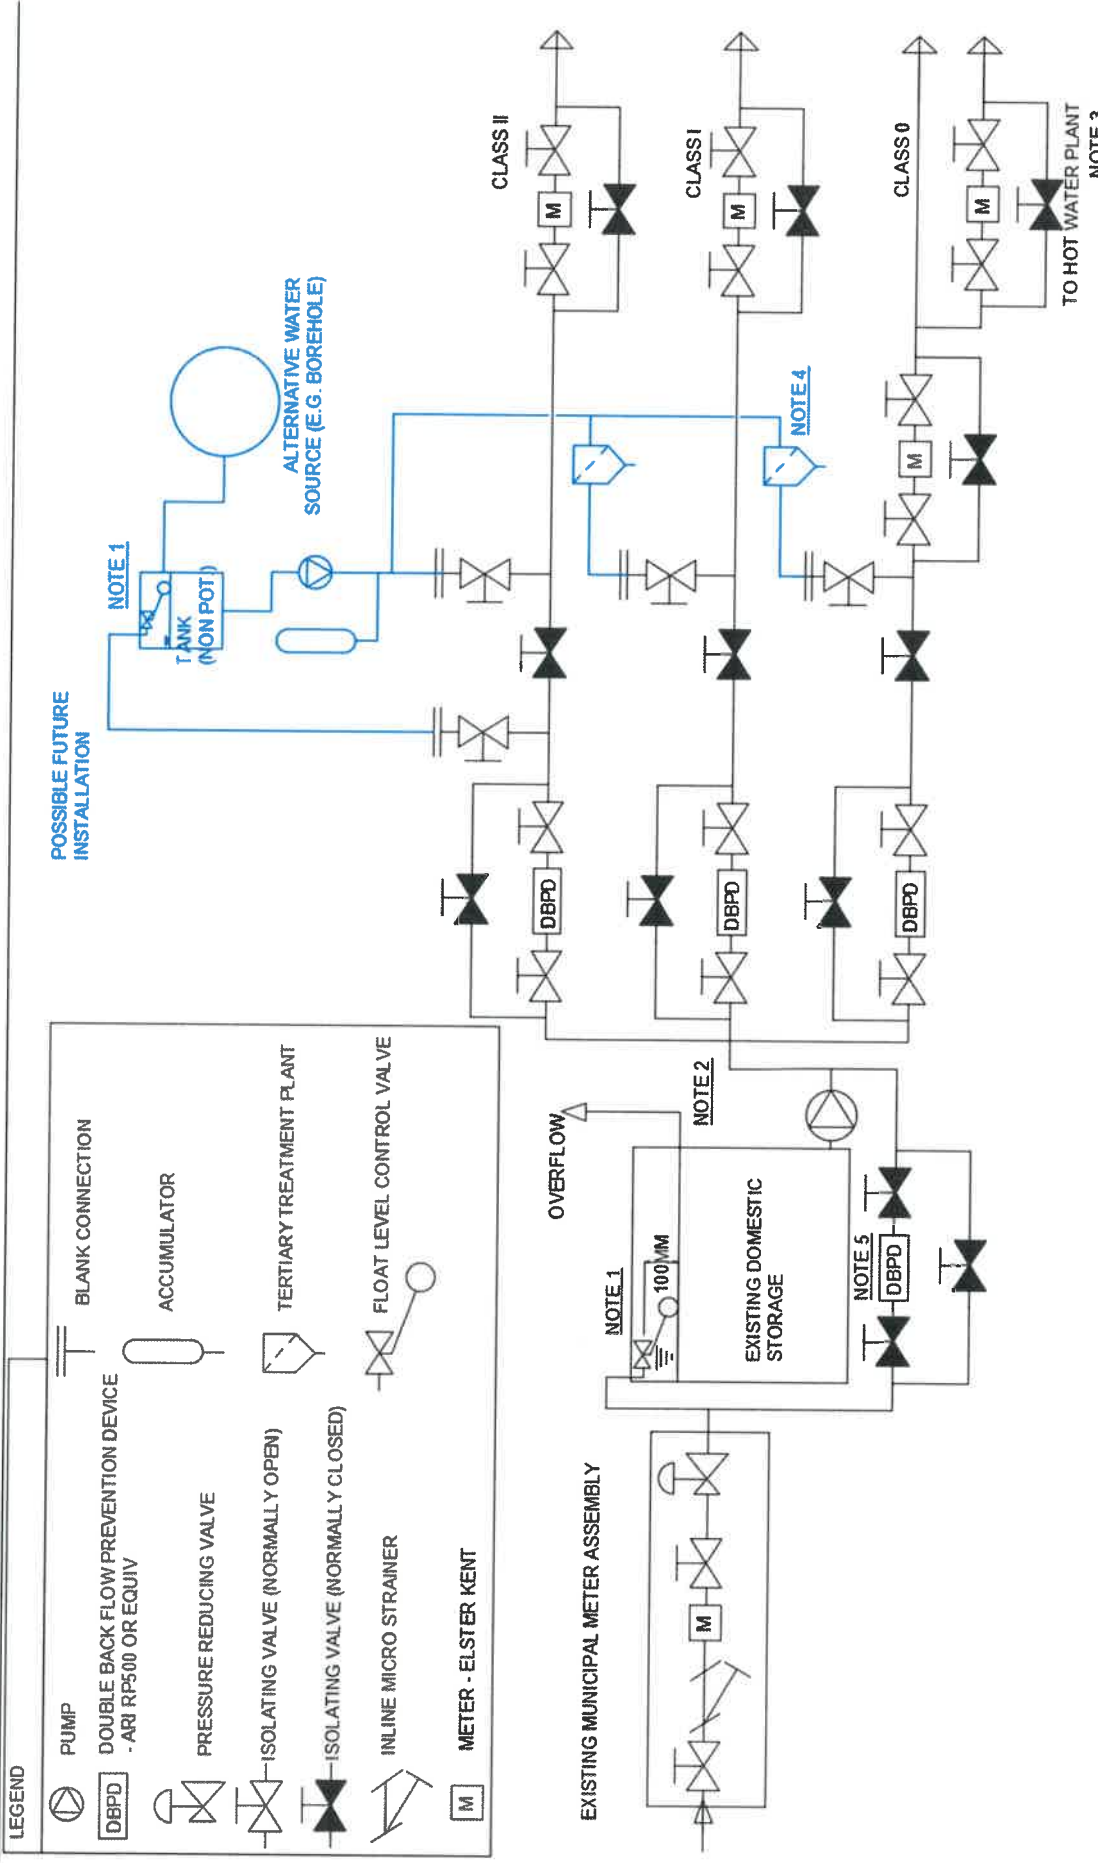 LEGEND
PUMP
DBPD
DOUBLE BACK FLOW PREVENTION DEVICE
- ARI RP500 OR EQUIV
PRESSURE REDUCING VALVE
ISOLATING VALVE (NORMALLY OPEN)
ISOLATING VALVE (NORMALLY CLOSED)
INLINE MICRO STRAINER
M
METER - ELSTER KENT
BLANK CONNECTION
ACCUMULATOR
TERTIARY TREATMENT PLANT
FLOAT LEVEL CONTROL VALVE
POSSIBLE FUTURE
INSTALLATION
NOTE 1
TANK
(NON POT)
ALTERNATIVE WATER
SOURCE (E.G. BOREHOLE)
NOTE 4
CLASS II
M
DBPD
CLASS I
M
DBPD
CLASS 0
M
M
DBPD
TO HOT WATER PLANT
NOTE 3
OVERFLOW
NOTE 2
NOTE 1
100MM
EXISTING DOMESTIC
STORAGE
NOTE 5
DBPD
EXISTING MUNICIPAL METER ASSEMBLY
M